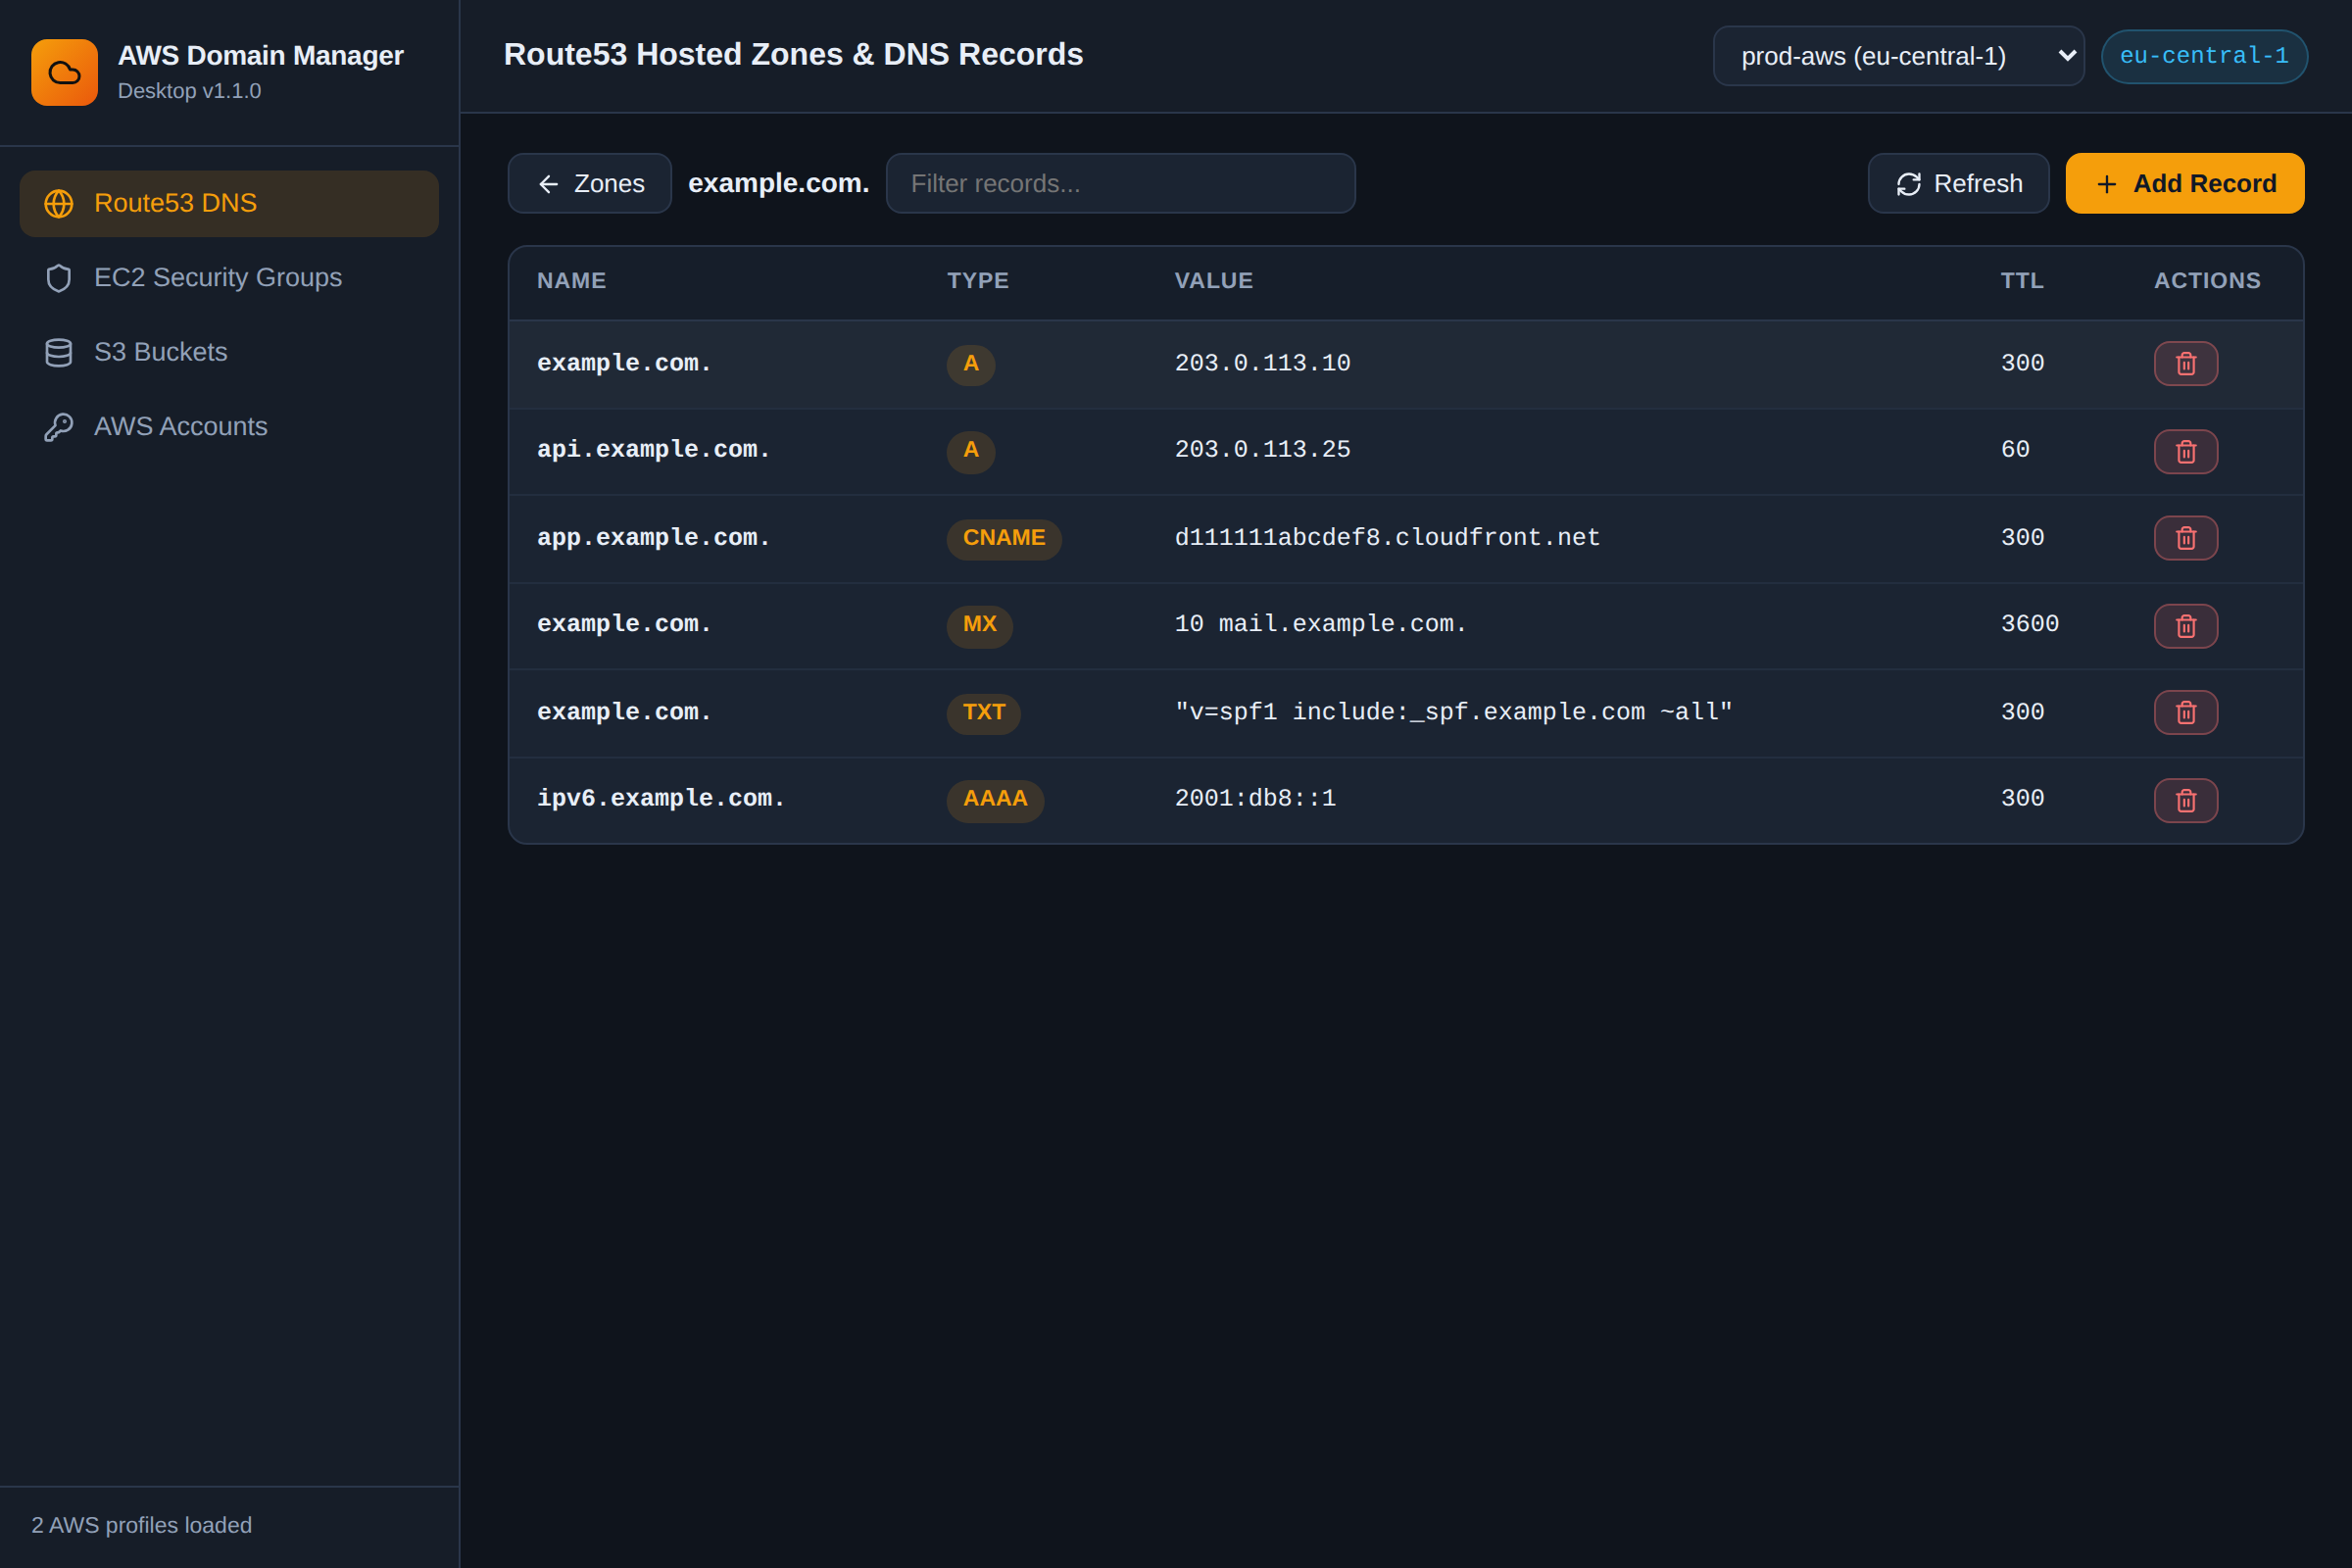 AWS Domain Manager
Desktop v1.1.0
Route53 DNS
EC2 Security Groups
S3 Buckets
AWS Accounts
2 AWS profiles loaded
Route53 Hosted Zones & DNS Records
prod-aws (eu-central-1)
eu-central-1
Zones
example.com.
Filter records...
Refresh
Add Record
NAME TYPE VALUE TTL ACTIONS
example.com. A 203.0.113.10 300
api.example.com. A 203.0.113.25 60
app.example.com. CNAME d111111abcdef8.cloudfront.net 300
example.com. MX 10 mail.example.com. 3600
example.com. TXT "v=spf1 include:_spf.example.com ~all" 300
ipv6.example.com. AAAA 2001:db8::1 300